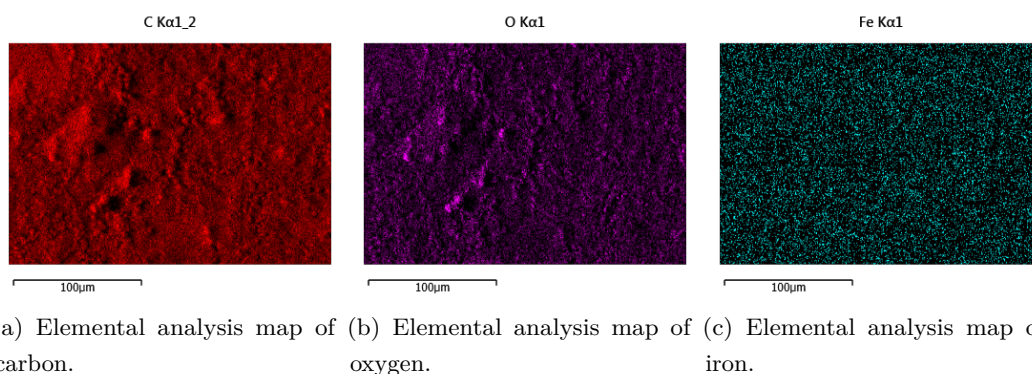 C Kα1_2
O Kα1
Fe Kα1
100μm
100μm
100μm
a) Elemental analysis map of
carbon.
(b) Elemental analysis map of
oxygen.
(c) Elemental analysis map o
iron.